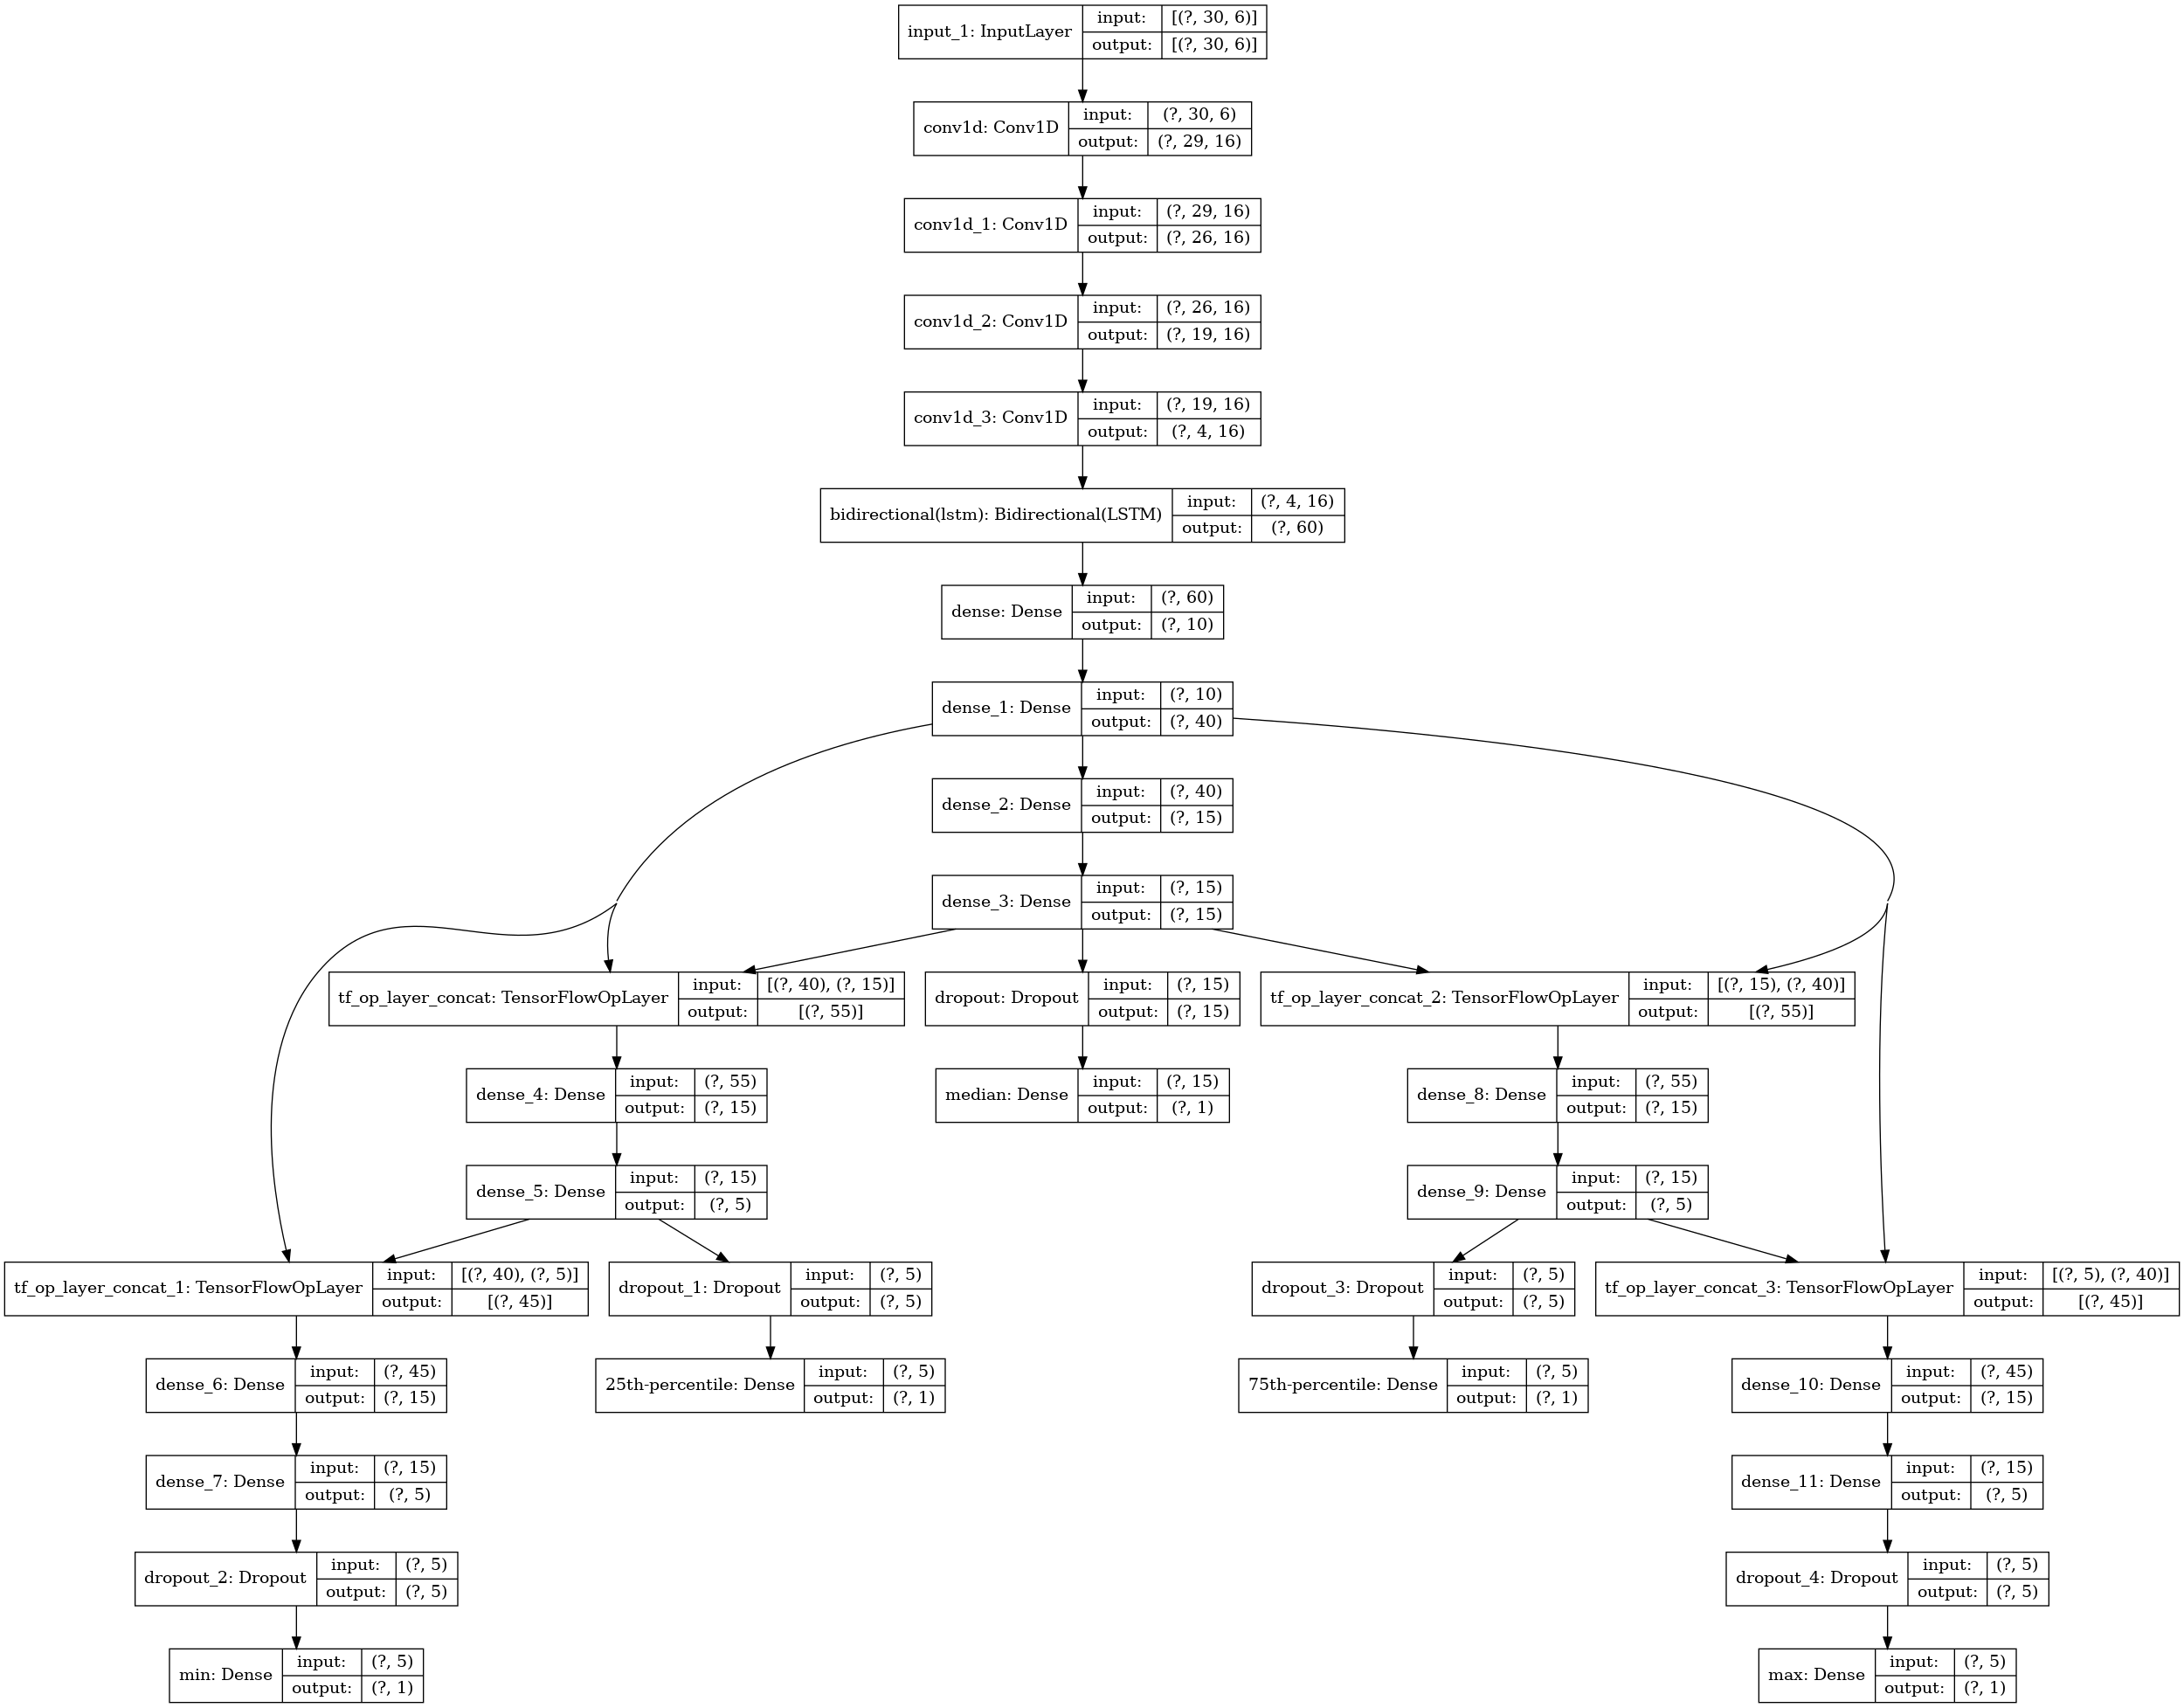 input_1: InputLayer
input: [(?, 30, 6)]
output: [(?, 30, 6)]
conv1d: Conv1D
input: (?, 30, 6)
output: (?, 29, 16)
conv1d_1: Conv1D
input: (?, 29, 16)
output: (?, 26, 16)
conv1d_2: Conv1D
input: (?, 26, 16)
output: (?, 19, 16)
conv1d_3: Conv1D
input: (?, 19, 16)
output: (?, 4, 16)
bidirectional(lstm): Bidirectional(LSTM)
input: (?, 4, 16)
output: (?, 60)
dense: Dense
input: (?, 60)
output: (?, 10)
dense_1: Dense
input: (?, 10)
output: (?, 40)
dense_2: Dense
input: (?, 40)
output: (?, 15)
dense_3: Dense
input: (?, 15)
output: (?, 15)
tf_op_layer_concat: TensorFlowOpLayer
input: [(?, 40), (?, 15)]
output: [(?, 55)]
dropout: Dropout
input: (?, 15)
output: (?, 15)
tf_op_layer_concat_2: TensorFlowOpLayer
input: [(?, 15), (?, 40)]
output: [(?, 55)]
dense_4: Dense
input: (?, 55)
output: (?, 15)
median: Dense
input: (?, 15)
output: (?, 1)
dense_8: Dense
input: (?, 55)
output: (?, 15)
dense_5: Dense
input: (?, 15)
output: (?, 5)
dense_9: Dense
input: (?, 15)
output: (?, 5)
tf_op_layer_concat_1: TensorFlowOpLayer
input: [(?, 40), (?, 5)]
output: [(?, 45)]
dropout_1: Dropout
input: (?, 5)
output: (?, 5)
dropout_3: Dropout
input: (?, 5)
output: (?, 5)
tf_op_layer_concat_3: TensorFlowOpLayer
input: [(?, 5), (?, 40)]
output: [(?, 45)]
dense_6: Dense
input: (?, 45)
output: (?, 15)
25th-percentile: Dense
input: (?, 5)
output: (?, 1)
75th-percentile: Dense
input: (?, 5)
output: (?, 1)
dense_10: Dense
input: (?, 45)
output: (?, 15)
dense_7: Dense
input: (?, 15)
output: (?, 5)
dense_11: Dense
input: (?, 15)
output: (?, 5)
dropout_2: Dropout
input: (?, 5)
output: (?, 5)
dropout_4: Dropout
input: (?, 5)
output: (?, 5)
min: Dense
input: (?, 5)
output: (?, 1)
max: Dense
input: (?, 5)
output: (?, 1)